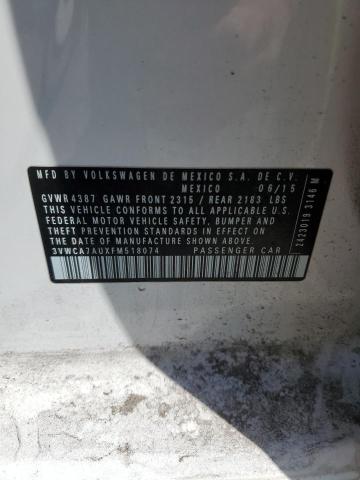 MFD BY VOLKSWAGEN DE MEXICO S.A. DE C.V.
MEXICO 06/15
GVWR 4387 GAWR FRONT 2315 / REAR 2183 LBS
THIS VEHICLE CONFORMS TO ALL APPLICABLE U.S.
FEDERAL MOTOR VEHICLE SAFETY, BUMPER AND
THEFT PREVENTION STANDARDS IN EFFECT ON THE
DATE OF MANUFACTURE SHOWN ABOVE.
3VWCA7AUXFM518074 PASSENGER CAR
2423019 3146 M